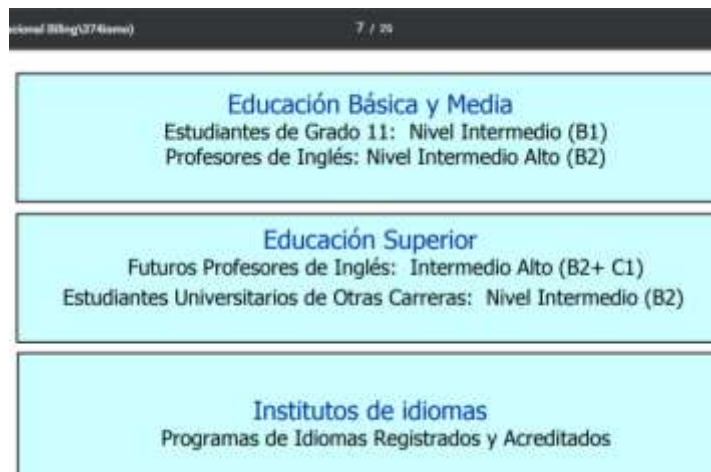 7 / 20
Educación Básica y Media
Estudiantes de Grado 11: Nivel Intermedio (B1)
Profesores de Inglés: Nivel Intermedio Alto (B2)
Educación Superior
Futuros Profesores de Inglés: Intermedio Alto (B2+ C1)
Estudiantes Universitarios de Otras Carreras: Nivel Intermedio (B2)
Institutos de idiomas
Programas de Idiomas Registrados y Acreditados